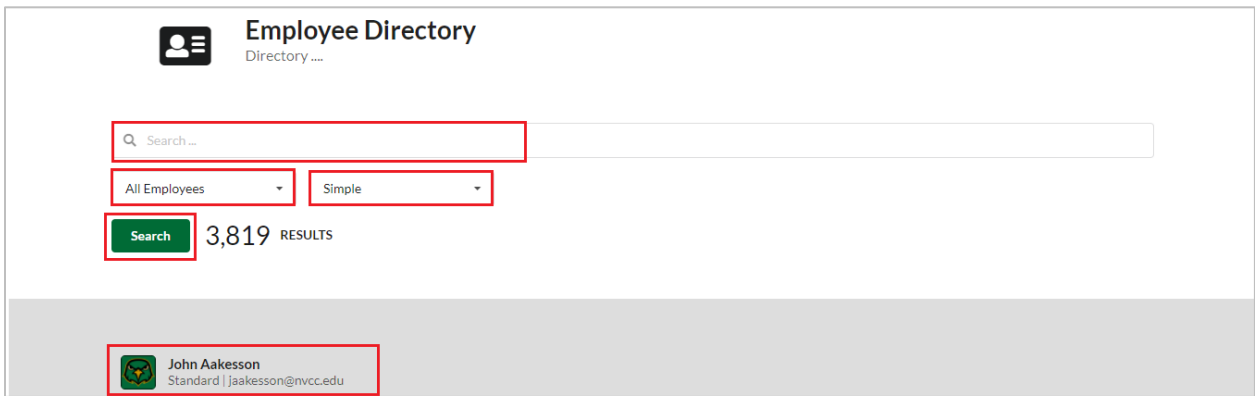 Employee Directory
Directory ....
Search ...
All Employees Simple
Search 3,819 RESULTS
John Aakesson
Standard | jaakesson@nvcc.edu